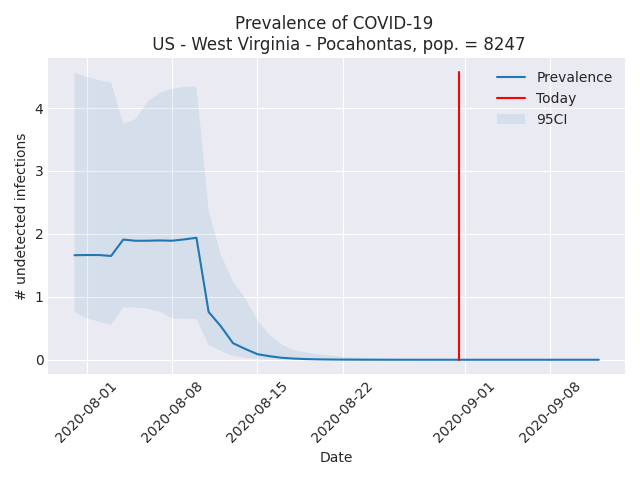 Prevalence of COVID-19
US - West Virginia - Pocahontas, pop. = 8247
Prevalence
Today
95CI
# undetected infections
4
3
2
1
0
2020-08-01
2020-08-08
2020-08-15
2020-08-22
2020-09-01
2020-09-08
Date